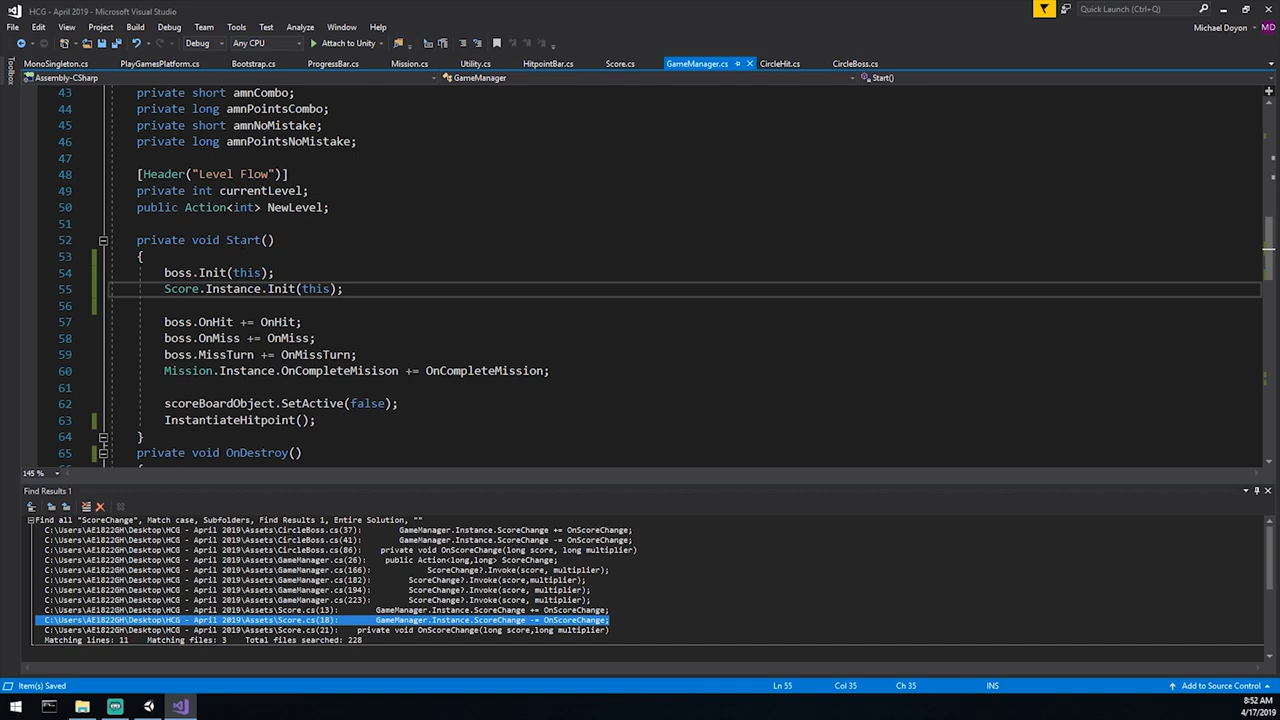 HCG - April 2019 - Microsoft Visual Studio
Quick Launch (Ctrl+Q)
File Edit View Project Build Debug Team Tools Test Analyze Window Help
Michael Doyon MD
Debug Any CPU Attach to Unity
Toolbox
MonoSingleton.cs PlayGamesPlatform.cs Bootstrap.cs ProgressBar.cs Mission.cs Utility.cs HitpointBar.cs Score.cs GameManager.cs CircleHit.cs CircleBoss.cs
Assembly-CSharp GameManager Start()
43 private short amnCombo;
44 private long amnPointsCombo;
45 private short amnNoMistake;
46 private long amnPointsNoMistake;
47
48 [Header("Level Flow")]
49 private int currentLevel;
50 public Action<int> NewLevel;
51
52 private void Start()
53 {
54 boss.Init(this);
55 Score.Instance.Init(this);
56
57 boss.OnHit += OnHit;
58 boss.OnMiss += OnMiss;
59 boss.MissTurn += OnMissTurn;
60 Mission.Instance.OnCompleteMisison += OnCompleteMission;
61
62 scoreBoardObject.SetActive(false);
63 InstantiateHitpoint();
64 }
65 private void OnDestroy()
145 %
Find Results 1
Find all "ScoreChange", Match case, Subfolders, Find Results 1, Entire Solution, ""
C:\Users\AE1822GH\Desktop\HCG - April 2019\Assets\CircleBoss.cs(37): GameManager.Instance.ScoreChange += OnScoreChange;
C:\Users\AE1822GH\Desktop\HCG - April 2019\Assets\CircleBoss.cs(41): GameManager.Instance.ScoreChange -= OnScoreChange;
C:\Users\AE1822GH\Desktop\HCG - April 2019\Assets\CircleBoss.cs(86): private void OnScoreChange(long score, long multiplier)
C:\Users\AE1822GH\Desktop\HCG - April 2019\Assets\GameManager.cs(26): public Action<long,long> ScoreChange;
C:\Users\AE1822GH\Desktop\HCG - April 2019\Assets\GameManager.cs(166): ScoreChange?.Invoke(score, multiplier);
C:\Users\AE1822GH\Desktop\HCG - April 2019\Assets\GameManager.cs(182): ScoreChange?.Invoke(score,multiplier);
C:\Users\AE1822GH\Desktop\HCG - April 2019\Assets\GameManager.cs(194): ScoreChange?.Invoke(score, multiplier);
C:\Users\AE1822GH\Desktop\HCG - April 2019\Assets\GameManager.cs(223): ScoreChange?.Invoke(score,multiplier);
C:\Users\AE1822GH\Desktop\HCG - April 2019\Assets\Score.cs(13): GameManager.Instance.ScoreChange += OnScoreChange;
C:\Users\AE1822GH\Desktop\HCG - April 2019\Assets\Score.cs(18): GameManager.Instance.ScoreChange -= OnScoreChange;
C:\Users\AE1822GH\Desktop\HCG - April 2019\Assets\Score.cs(21): private void OnScoreChange(long score,long multiplier)
Matching lines: 11 Matching files: 3 Total files searched: 228
Item(s) Saved Ln 55 Col 35 Ch 35 INS Add to Source Control
8:52 AM
4/17/2019